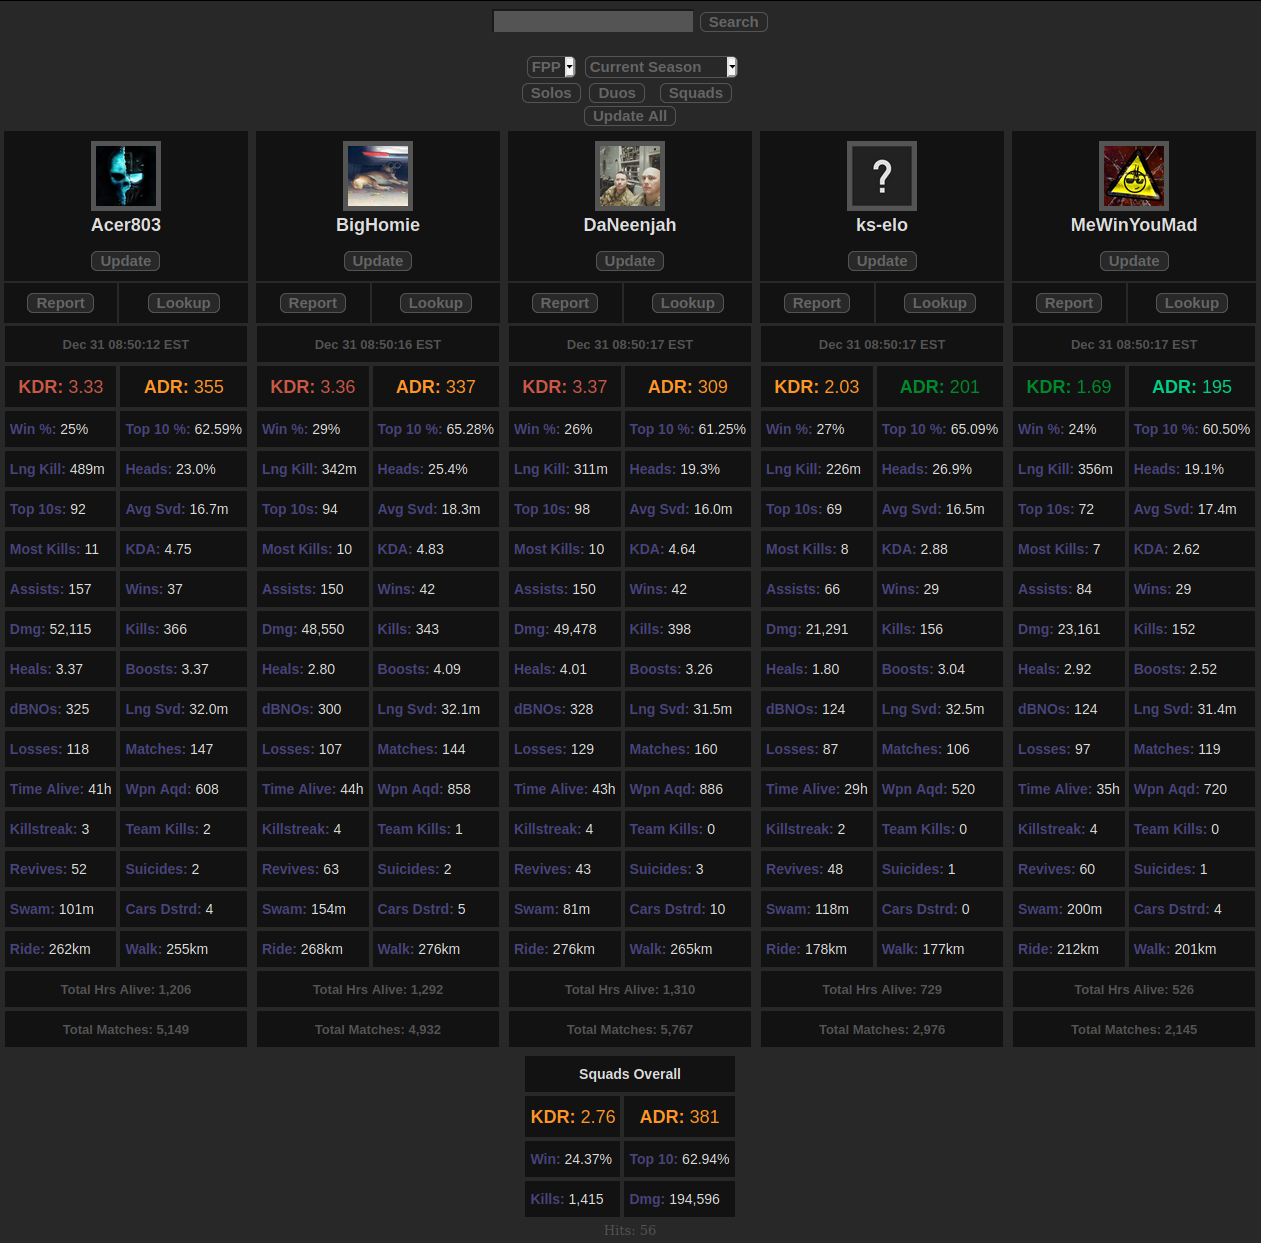 Search
FPP Current Season
Solos Duos Squads
Update All
Acer803 BigHomie DaNeenjah ks-elo MeWinYouMad
Update Update Update Update Update
Report Lookup Report Lookup Report Lookup Report Lookup Report Lookup
Dec 31 08:50:12 EST Dec 31 08:50:16 EST Dec 31 08:50:17 EST Dec 31 08:50:17 EST Dec 31 08:50:17 EST
KDR: 3.33 ADR: 355 KDR: 3.36 ADR: 337 KDR: 3.37 ADR: 309 KDR: 2.03 ADR: 201 KDR: 1.69 ADR: 195
Win %: 25% Top 10 %: 62.59% Win %: 29% Top 10 %: 65.28% Win %: 26% Top 10 %: 61.25% Win %: 27% Top 10 %: 65.09% Win %: 24% Top 10 %: 60.50%
Lng Kill: 489m Heads: 23.0% Lng Kill: 342m Heads: 25.4% Lng Kill: 311m Heads: 19.3% Lng Kill: 226m Heads: 26.9% Lng Kill: 356m Heads: 19.1%
Top 10s: 92 Avg Svd: 16.7m Top 10s: 94 Avg Svd: 18.3m Top 10s: 98 Avg Svd: 16.0m Top 10s: 69 Avg Svd: 16.5m Top 10s: 72 Avg Svd: 17.4m
Most Kills: 11 KDA: 4.75 Most Kills: 10 KDA: 4.83 Most Kills: 10 KDA: 4.64 Most Kills: 8 KDA: 2.88 Most Kills: 7 KDA: 2.62
Assists: 157 Wins: 37 Assists: 150 Wins: 42 Assists: 150 Wins: 42 Assists: 66 Wins: 29 Assists: 84 Wins: 29
Dmg: 52,115 Kills: 366 Dmg: 48,550 Kills: 343 Dmg: 49,478 Kills: 398 Dmg: 21,291 Kills: 156 Dmg: 23,161 Kills: 152
Heals: 3.37 Boosts: 3.37 Heals: 2.80 Boosts: 4.09 Heals: 4.01 Boosts: 3.26 Heals: 1.80 Boosts: 3.04 Heals: 2.92 Boosts: 2.52
dBNOs: 325 Lng Svd: 32.0m dBNOs: 300 Lng Svd: 32.1m dBNOs: 328 Lng Svd: 31.5m dBNOs: 124 Lng Svd: 32.5m dBNOs: 124 Lng Svd: 31.4m
Losses: 118 Matches: 147 Losses: 107 Matches: 144 Losses: 129 Matches: 160 Losses: 87 Matches: 106 Losses: 97 Matches: 119
Time Alive: 41h Wpn Aqd: 608 Time Alive: 44h Wpn Aqd: 858 Time Alive: 43h Wpn Aqd: 886 Time Alive: 29h Wpn Aqd: 520 Time Alive: 35h Wpn Aqd: 720
Killstreak: 3 Team Kills: 2 Killstreak: 4 Team Kills: 1 Killstreak: 4 Team Kills: 0 Killstreak: 2 Team Kills: 0 Killstreak: 4 Team Kills: 0
Revives: 52 Suicides: 2 Revives: 63 Suicides: 2 Revives: 43 Suicides: 3 Revives: 48 Suicides: 1 Revives: 60 Suicides: 1
Swam: 101m Cars Dstrd: 4 Swam: 154m Cars Dstrd: 5 Swam: 81m Cars Dstrd: 10 Swam: 118m Cars Dstrd: 0 Swam: 200m Cars Dstrd: 4
Ride: 262km Walk: 255km Ride: 268km Walk: 276km Ride: 276km Walk: 265km Ride: 178km Walk: 177km Ride: 212km Walk: 201km
Total Hrs Alive: 1,206 Total Hrs Alive: 1,292 Total Hrs Alive: 1,310 Total Hrs Alive: 729 Total Hrs Alive: 526
Total Matches: 5,149 Total Matches: 4,932 Total Matches: 5,767 Total Matches: 2,976 Total Matches: 2,145
Squads Overall
KDR: 2.76 ADR: 381
Win: 24.37% Top 10: 62.94%
Kills: 1,415 Dmg: 194,596
Hits: 56